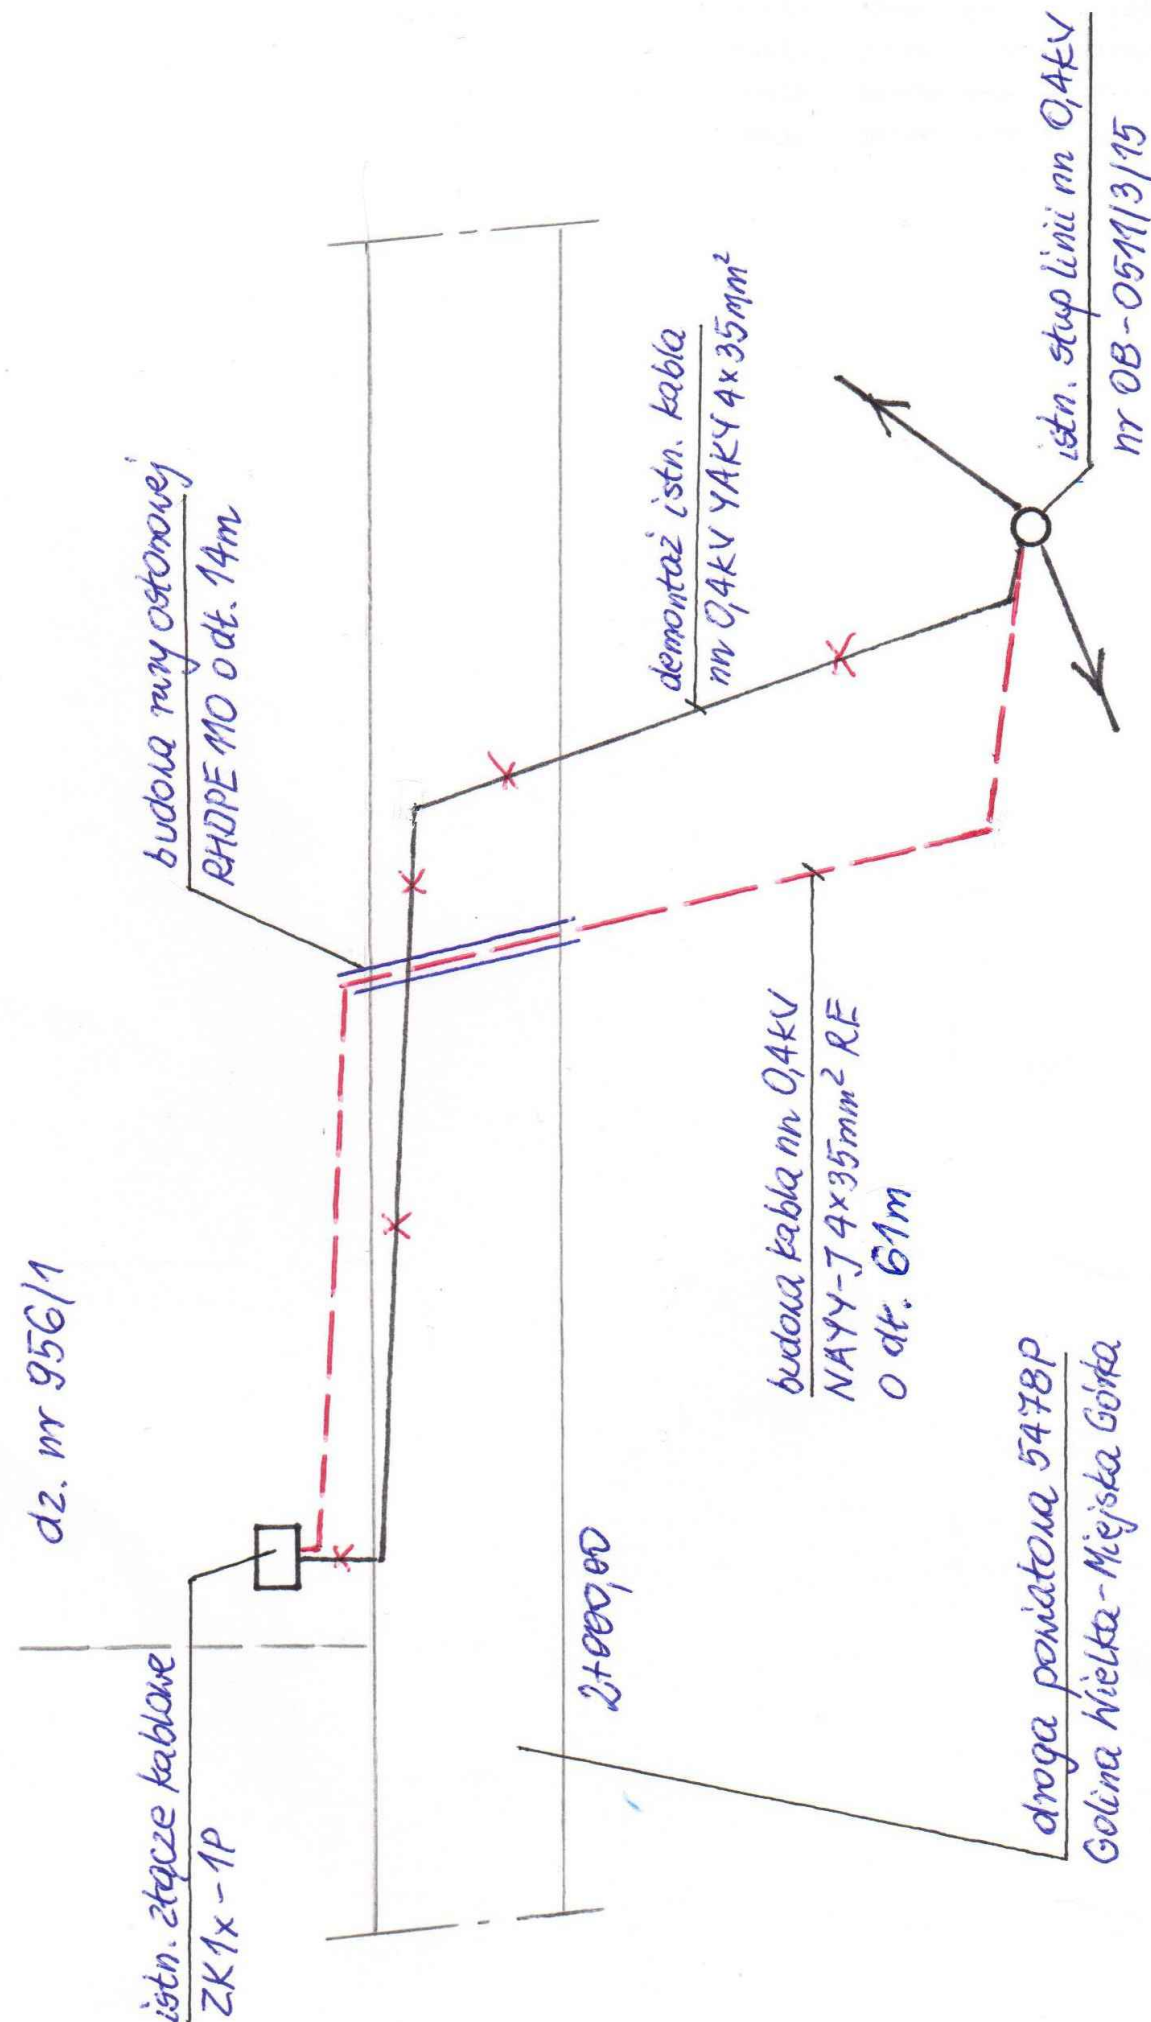 dz. nr 956/1
istn. złącze kablowe
ZK1x-1P
budowa rury osłonowej
RHDPE 110 o dł. 14m
demontaż istn. kabla
nn 0,4kV YAKY 4x35mm²
istn. słup linii nn 0,4kV
nr OB-0511/3/15
budowa kabla nn 0,4kV
NAYY-J 4x35mm² RE
o dł. 61m
2+000,00
droga powiatowa 5478P
Golina Wielka-Miejska Górka